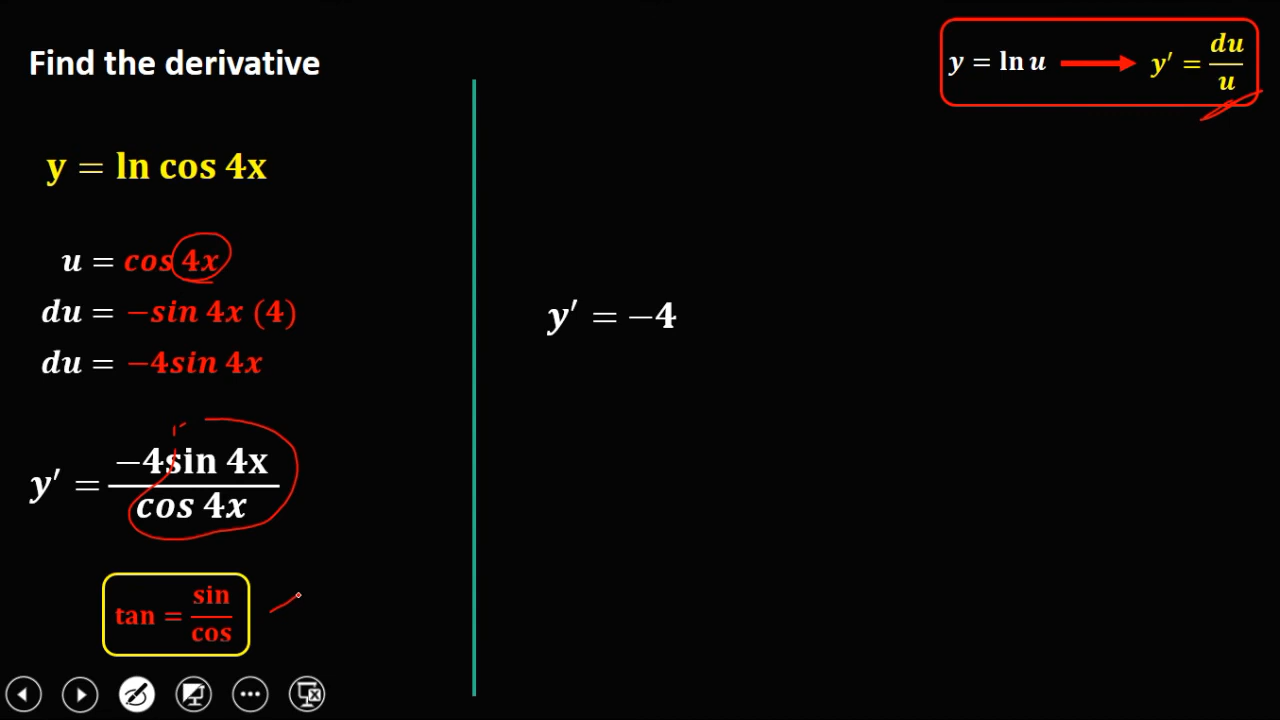 Find the derivative
y = ln u → y′ = du/u
y = ln cos 4x
u = cos 4x
du = −sin 4x (4)
du = −4sin 4x
y′ = −4sin 4x / cos 4x
tan = sin/cos
y′ = −4